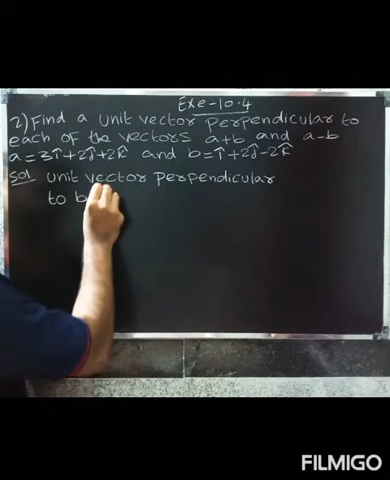 Exe-10.4
2) Find a unit vector perpendicular to
each of the vectors a+b and a-b
a = 3î+2ĵ+2k̂ and b = î+2ĵ-2k̂
Sol unit vector perpendicular
to b
FILMIGO